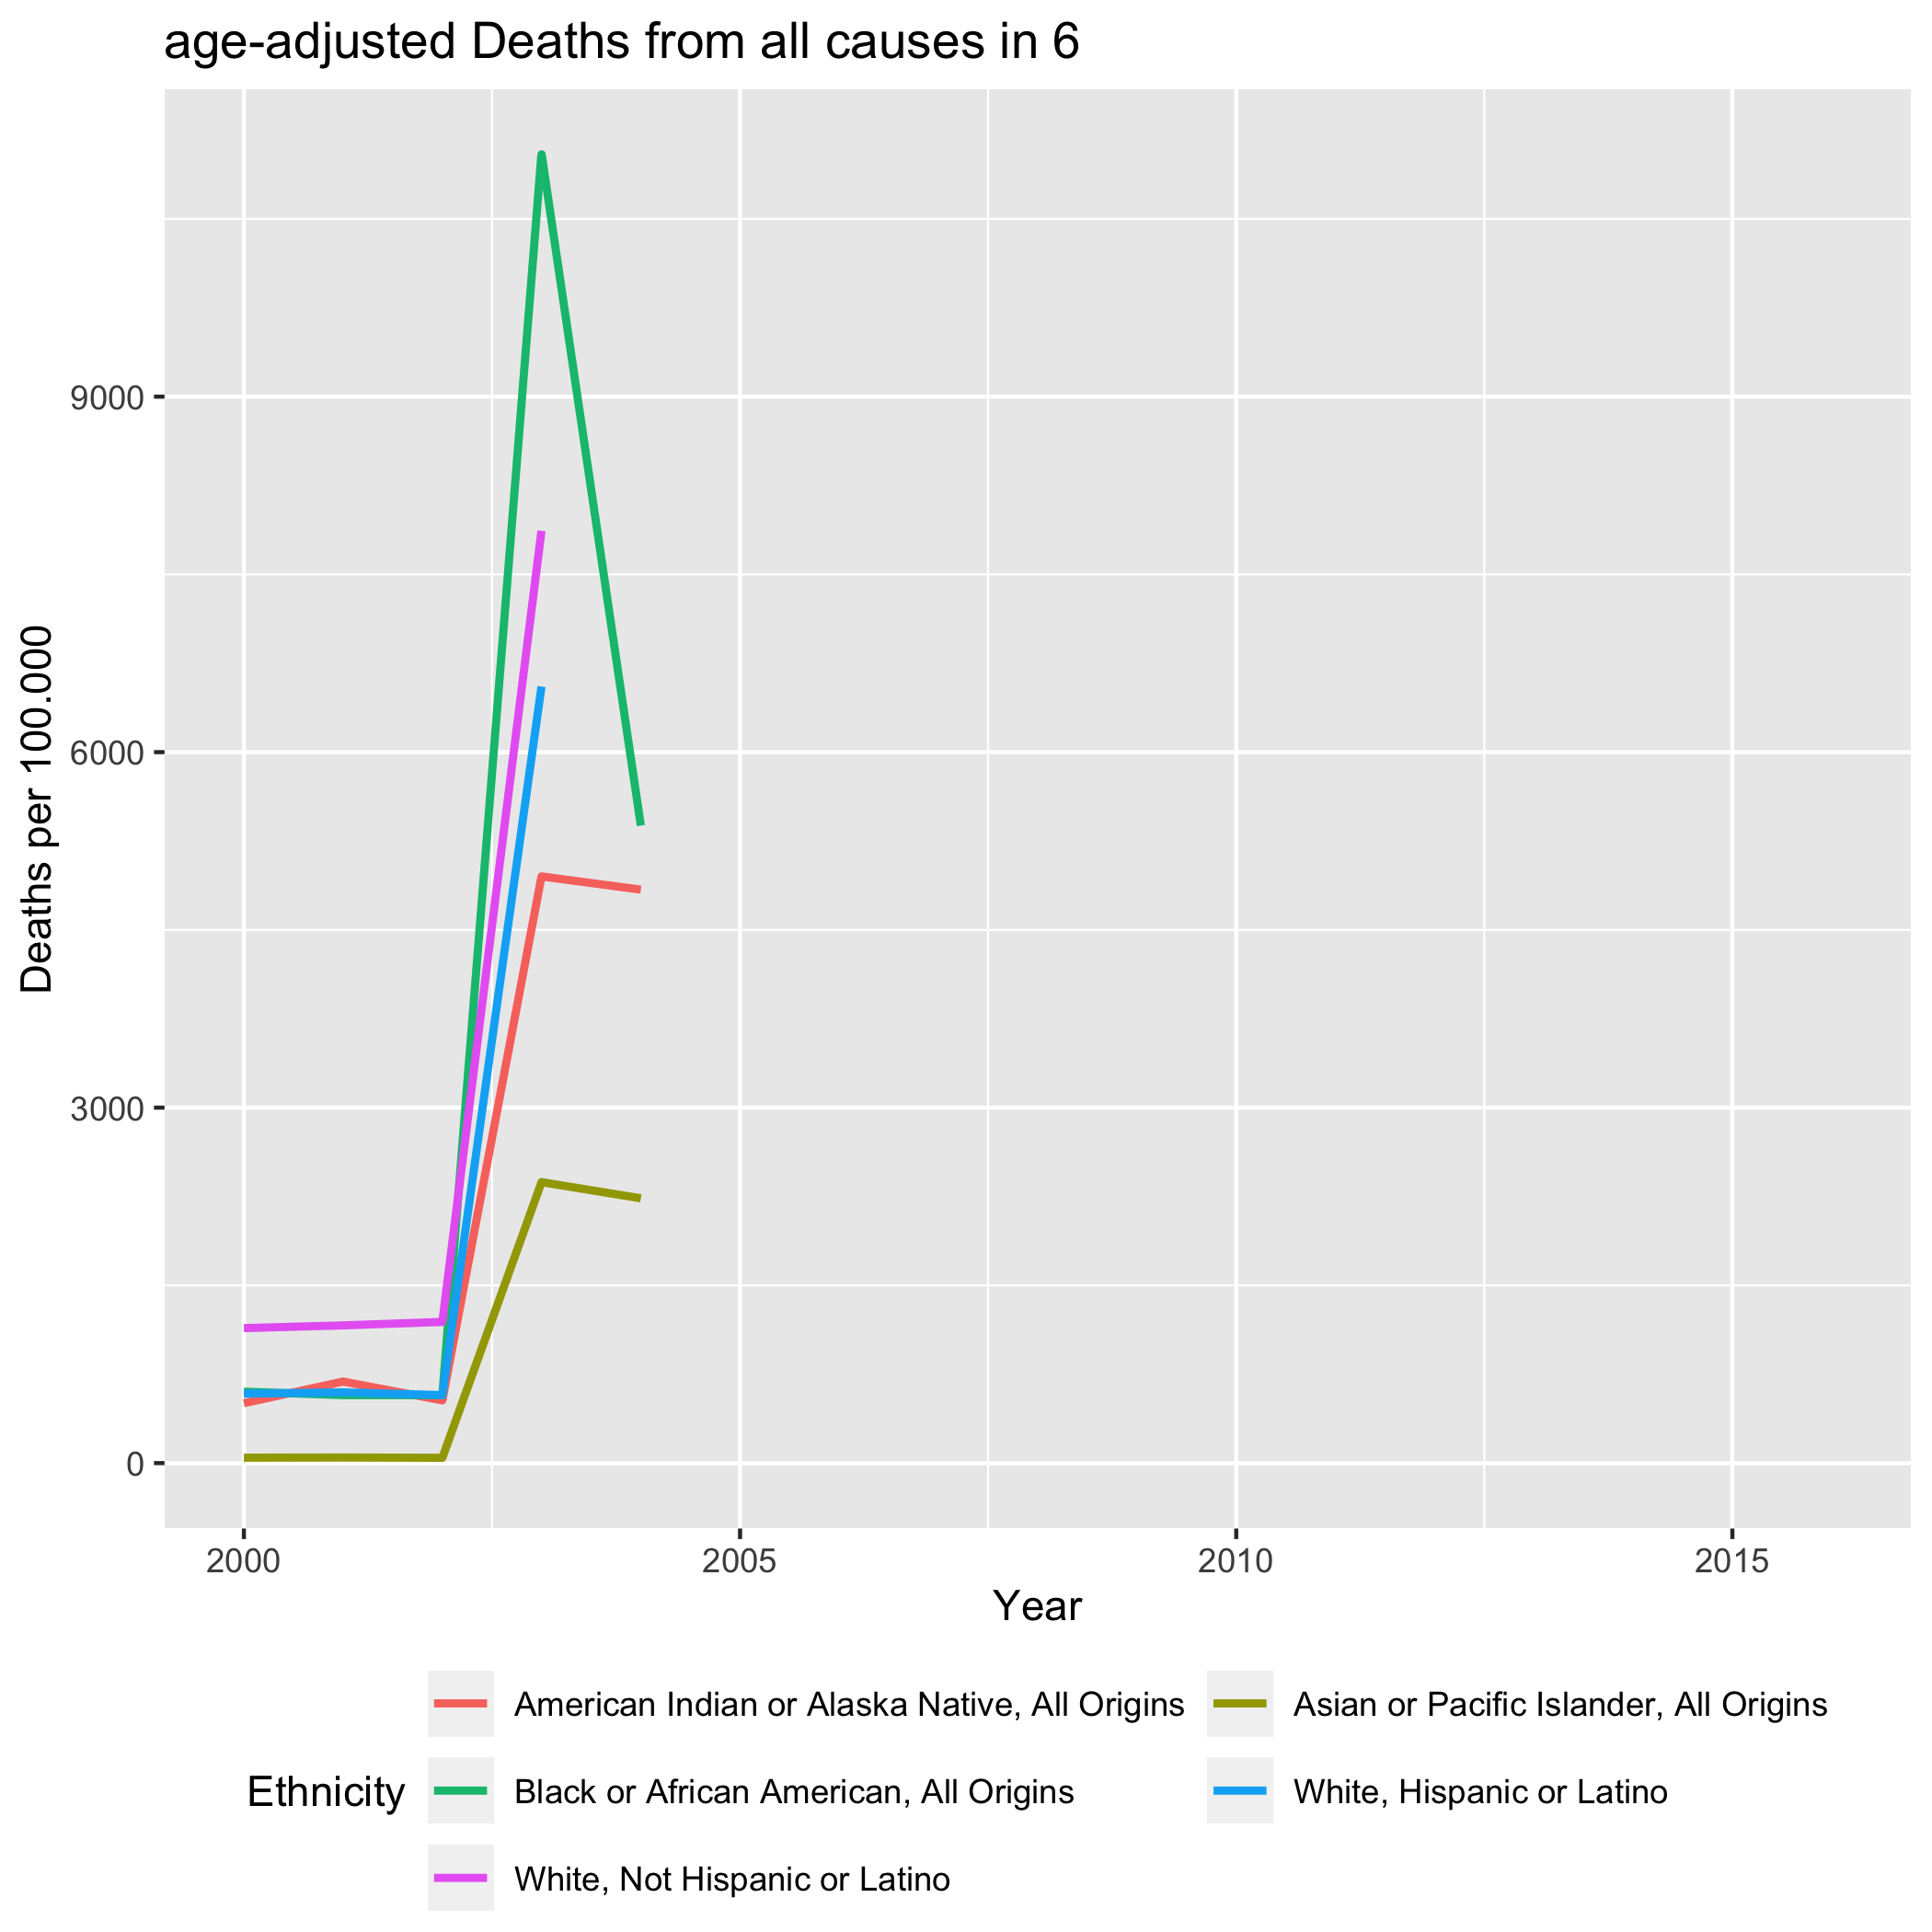 age-adjusted Deaths from all causes in 6
Deaths per 100.000
9000
6000
3000
0
2000 2005 2010 2015
Year
Ethnicity
American Indian or Alaska Native, All Origins
Asian or Pacific Islander, All Origins
Black or African American, All Origins
White, Hispanic or Latino
White, Not Hispanic or Latino